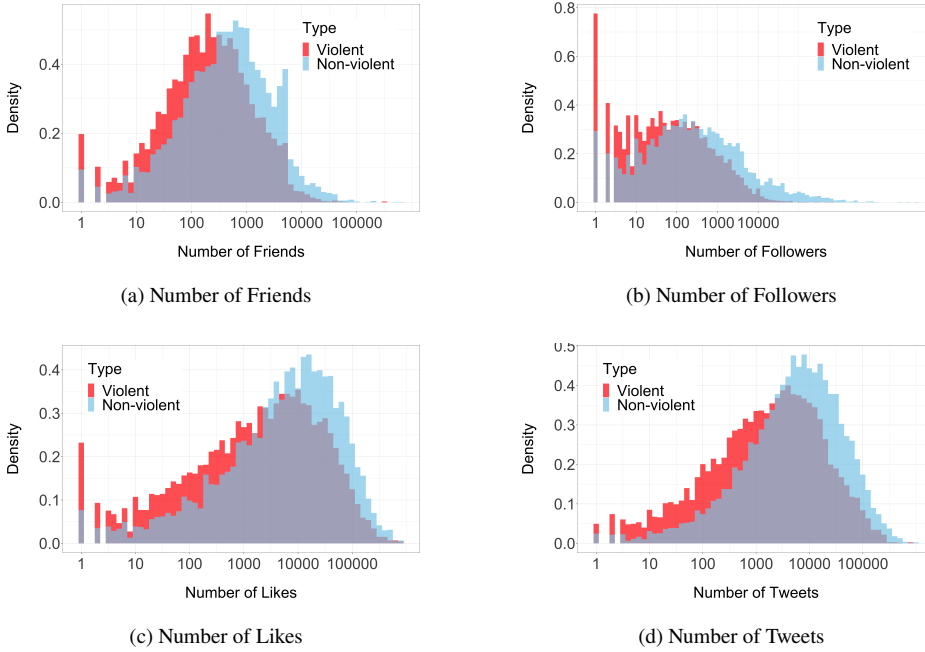 Type
Violent
Non-violent
Density
0.4
0.2
0.0
1 10 100 1000 10000 100000
Number of Friends
(a) Number of Friends
Type
Violent
Non-violent
Density
0.8
0.6
0.4
0.2
0.0
1 10 100 1000 10000
Number of Followers
(b) Number of Followers
Type
Violent
Non-violent
Density
0.4
0.3
0.2
0.1
0.0
1 10 100 1000 10000 100000
Number of Likes
(c) Number of Likes
Type
Violent
Non-violent
Density
0.5
0.4
0.3
0.2
0.1
0.0
1 10 100 1000 10000 100000
Number of Tweets
(d) Number of Tweets